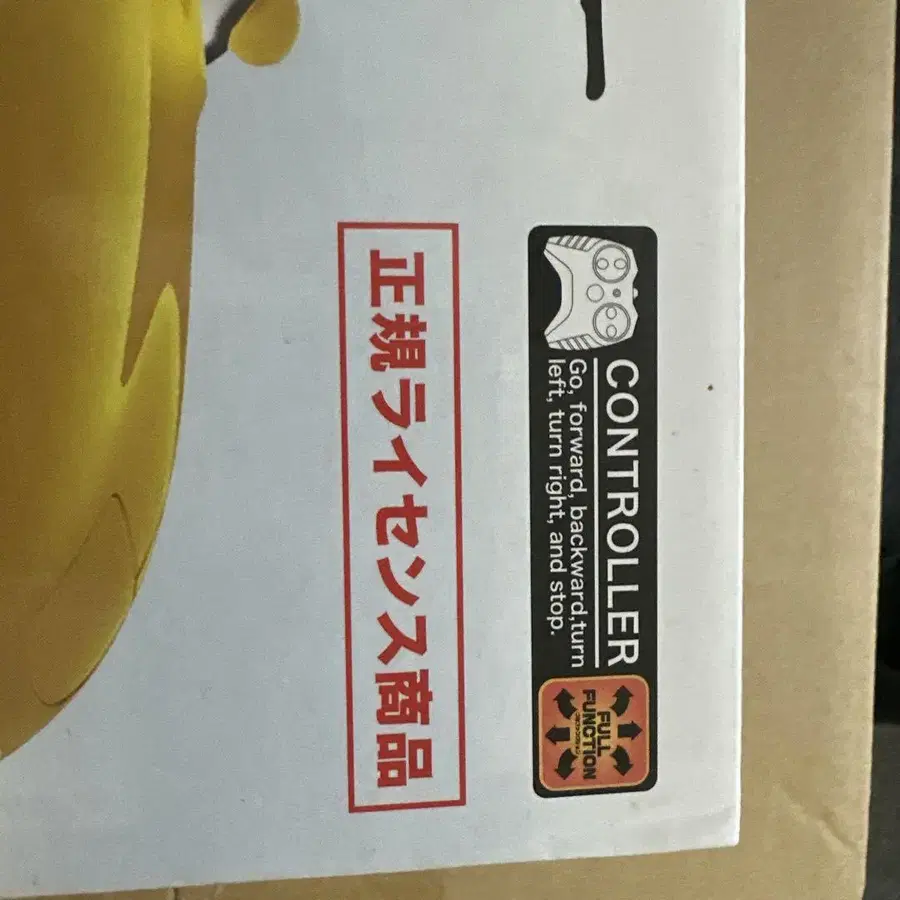 CONTROLLER
Go, forward, backward,turn
left, turn right, and stop.
FULL
FUNCTION
正規ライセンス商品